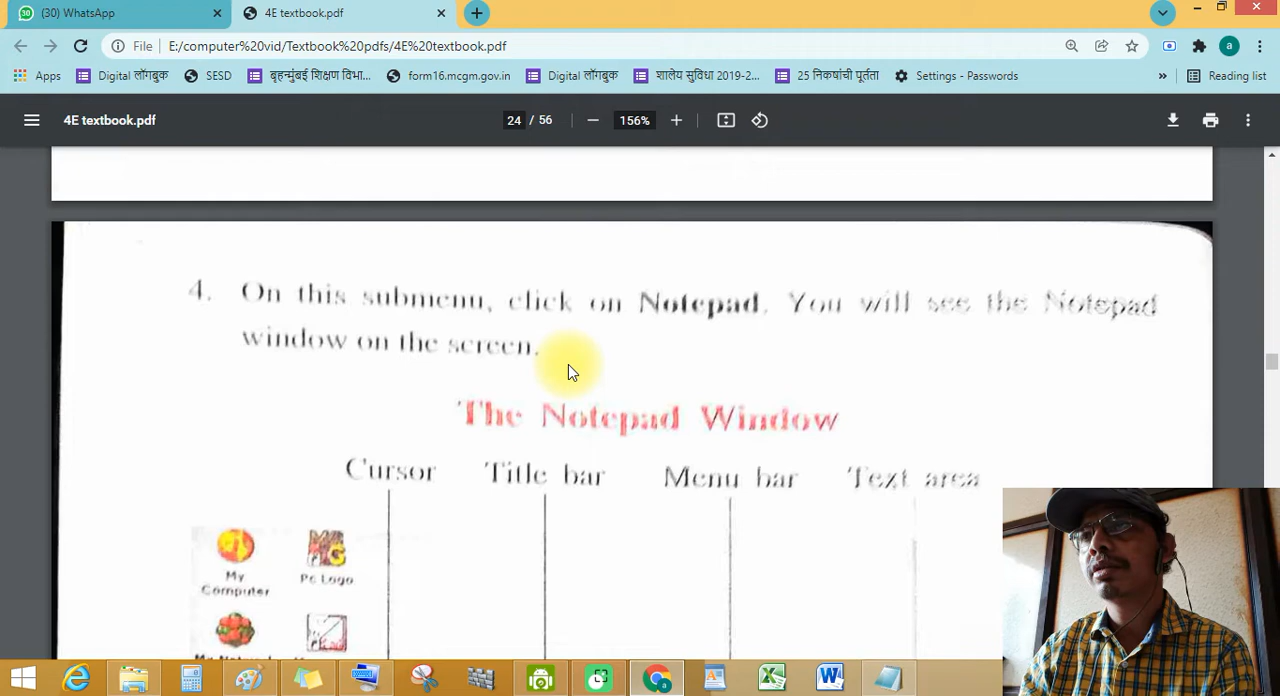 30
(30) WhatsApp
4E textbook.pdf
File
E:/computer%20vid/Textbook%20pdfs/4E%20textbook.pdf
a
Apps
Digital लॉगबुक
SESD
बृहन्मुंबई शिक्षण विभा...
form16.mcgm.gov.in
Digital लॉगबुक
शालेय सुविधा 2019-2...
25 निकषांची पूर्तता
Settings - Passwords
»
Reading list
4E textbook.pdf
24 / 56
156%
4. On this submenu, click on Notepad. You will see the Notepad
window on the screen.
The Notepad Window
Cursor Title bar Menu bar Text area
My
Computer
Pc Logo